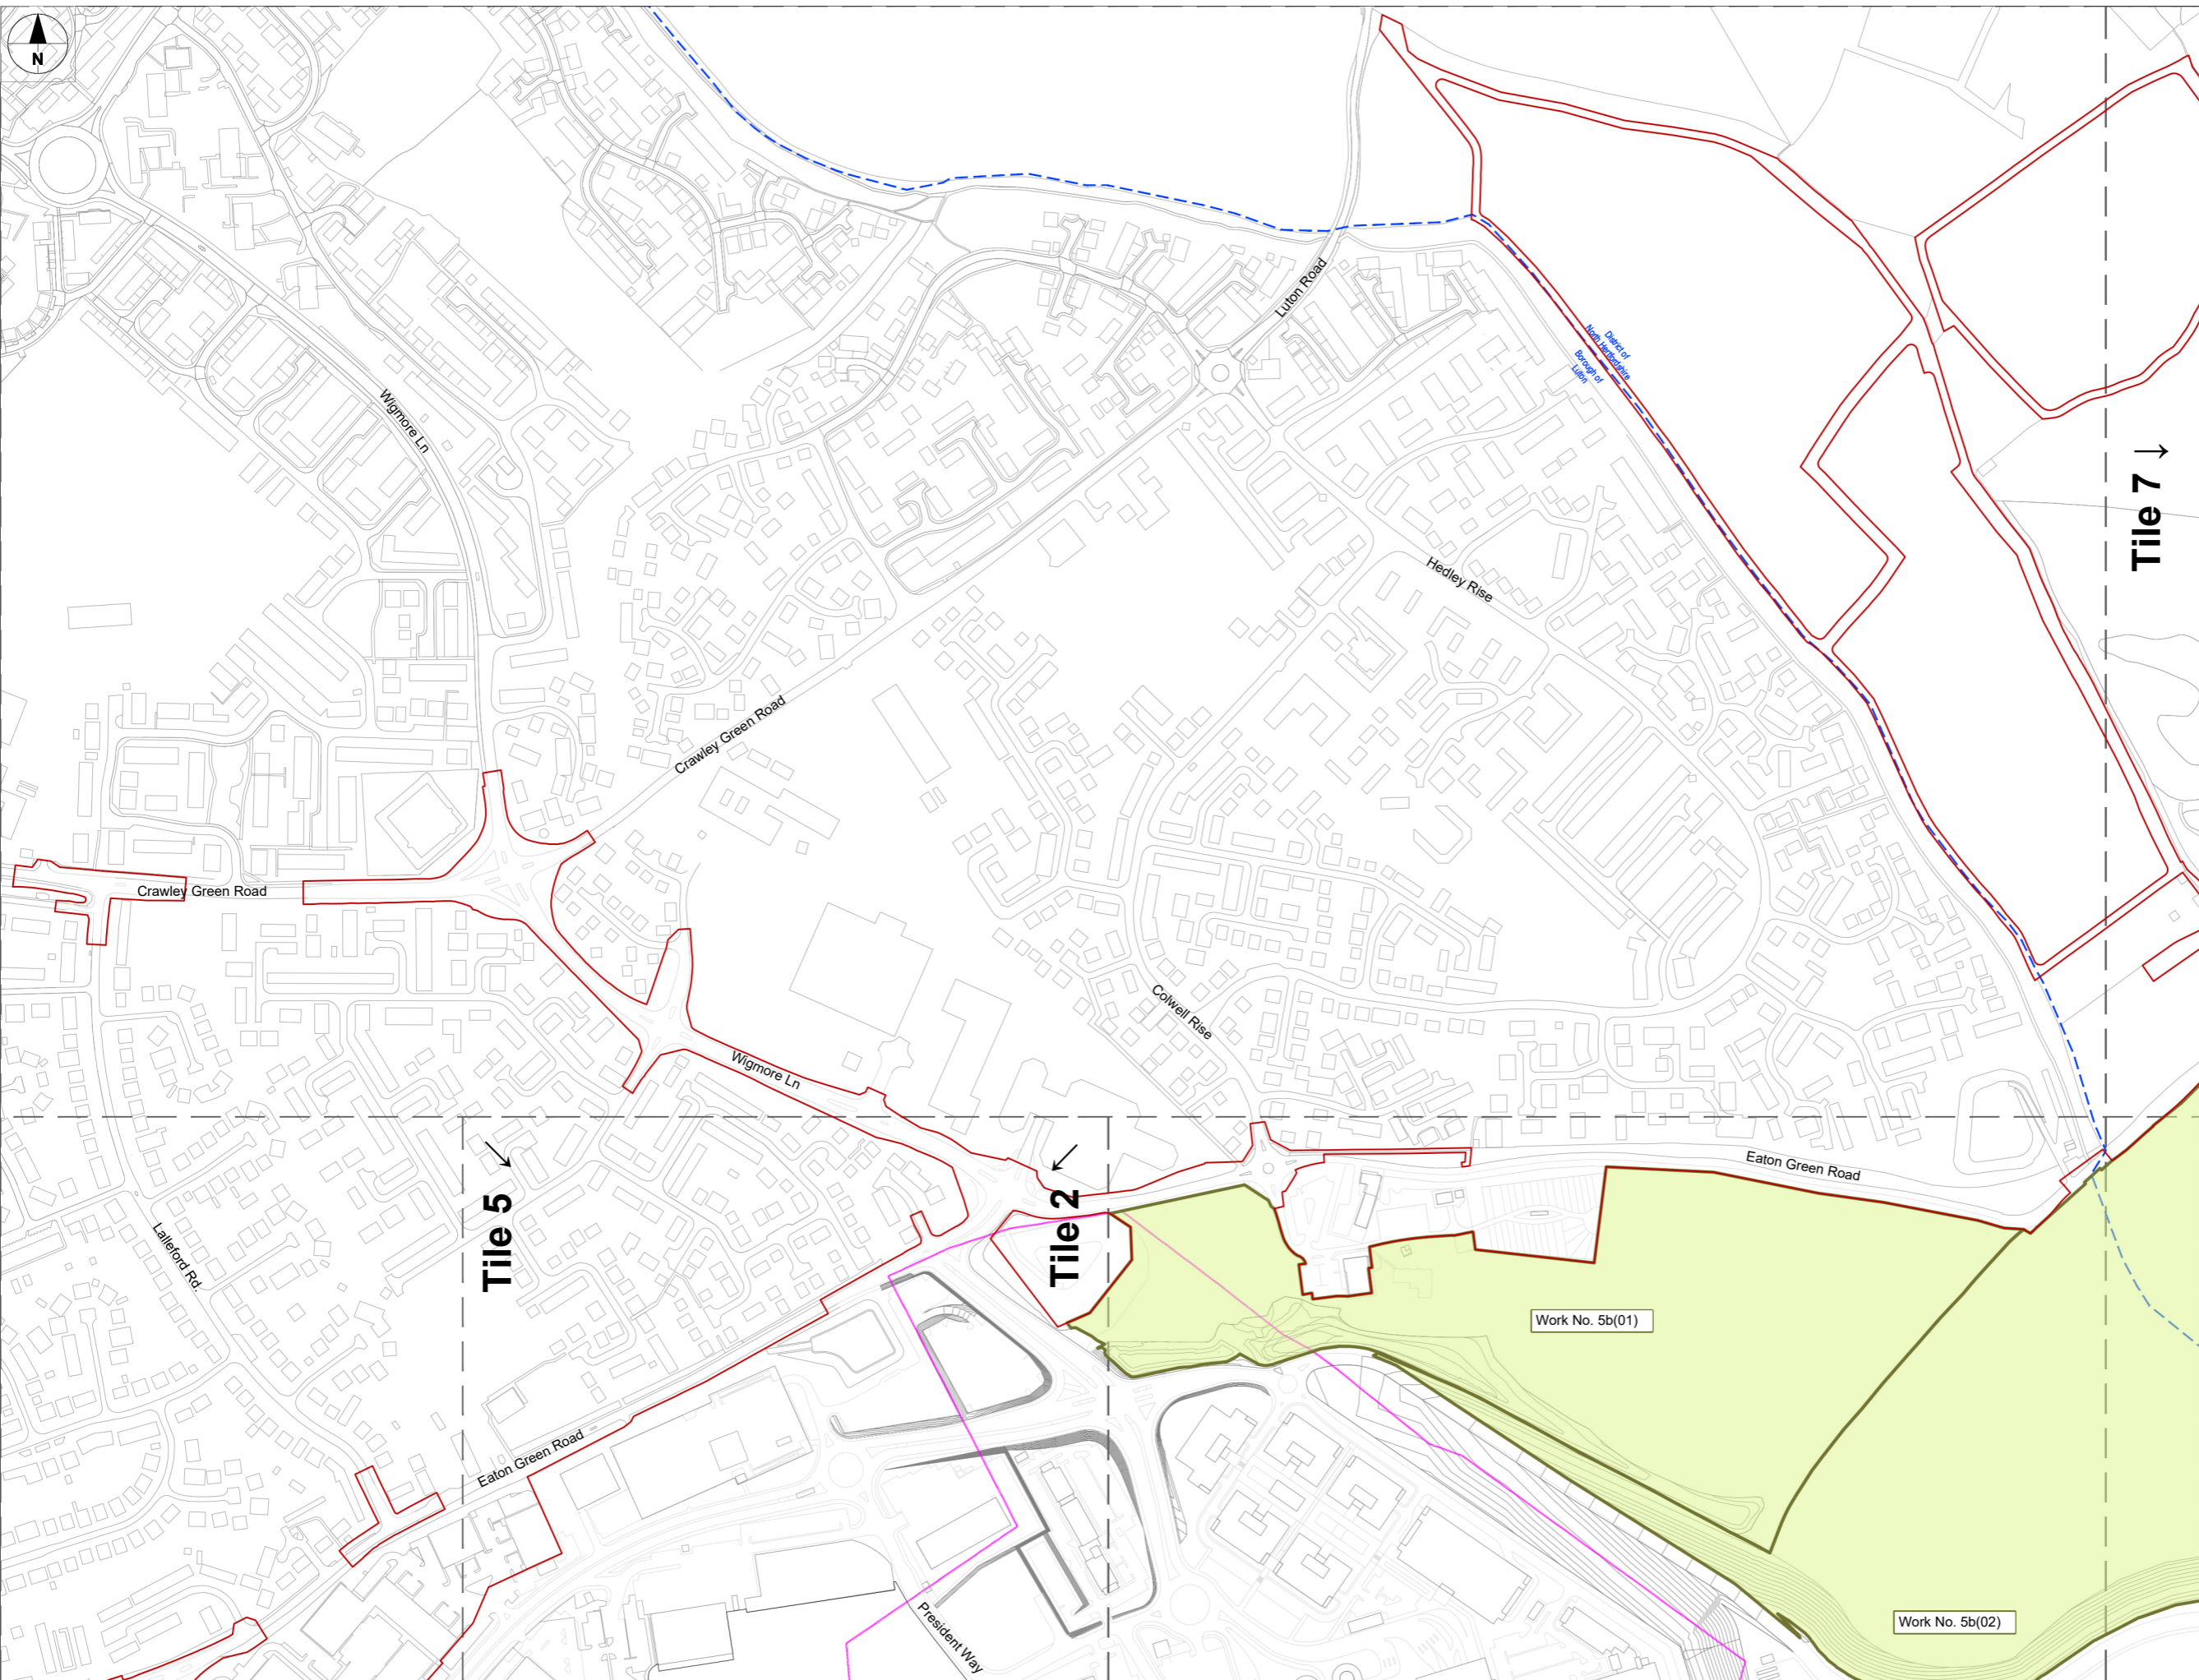 N
Luton Road
District of
North Hertfordshire
Borough of
Luton
Wigmore Ln
Tile 7 →
Hedley Rise
Crawley Green Road
Crawley Green Road
Colwell Rise
Wigmore Ln
Eaton Green Road
Tile 5
Tile 2
Lalleford Rd.
Work No. 5b(01)
Eaton Green Road
President Way
Work No. 5b(02)